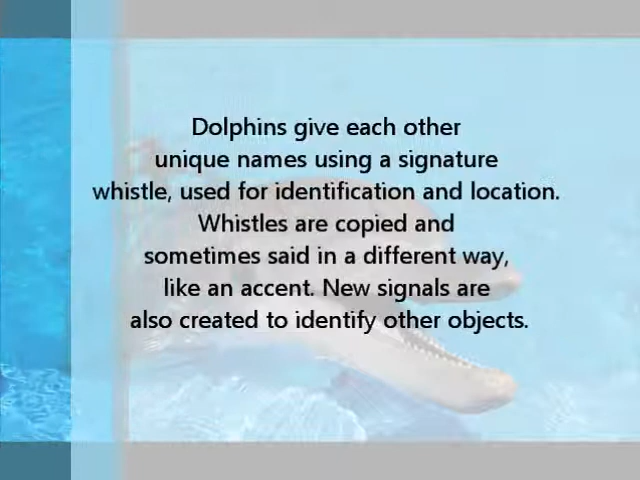 Dolphins give each other
unique names using a signature
whistle, used for identification and location.
Whistles are copied and
sometimes said in a different way,
like an accent. New signals are
also created to identify other objects.